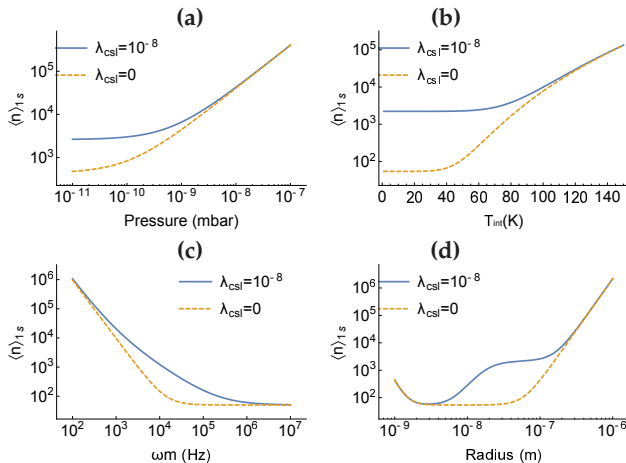 (a)
λcsl=10⁻⁸
λcsl=0
⟨n⟩1s
10⁵
10⁴
10³
10⁻¹¹ 10⁻¹⁰ 10⁻⁹ 10⁻⁸ 10⁻⁷
Pressure (mbar)
(b)
λcsl=10⁻⁸
λcsl=0
⟨n⟩1s
10⁵
10⁴
10³
10²
0 20 40 60 80 100 120 140
Tint(K)
(c)
λcsl=10⁻⁸
λcsl=0
⟨n⟩1s
10⁶
10⁵
10⁴
10³
10²
10² 10³ 10⁴ 10⁵ 10⁶ 10⁷
ωm (Hz)
(d)
λcsl=10⁻⁸
λcsl=0
⟨n⟩1s
10⁶
10⁵
10⁴
10³
10²
10⁻⁹ 10⁻⁸ 10⁻⁷ 10⁻⁶
Radius (m)